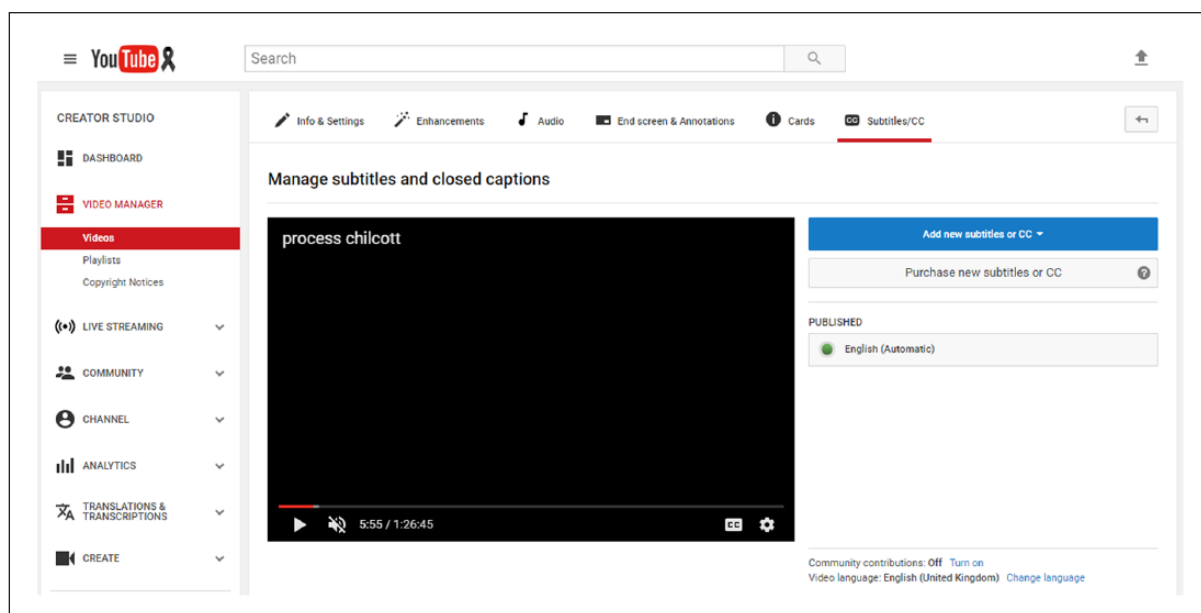 YouTube
Search
CREATOR STUDIO
Info & Settings Enhancements Audio End screen & Annotations Cards CC Subtitles/CC
DASHBOARD
Manage subtitles and closed captions
VIDEO MANAGER
Videos
process chilcott
Add new subtitles or CC
Playlists
Purchase new subtitles or CC ?
Copyright Notices
PUBLISHED
LIVE STREAMING
English (Automatic)
COMMUNITY
CHANNEL
ANALYTICS
TRANSLATIONS &
TRANSCRIPTIONS
5:55 / 1:26:45 CC
CREATE
Community contributions: Off Turn on
Video language: English (United Kingdom) Change language